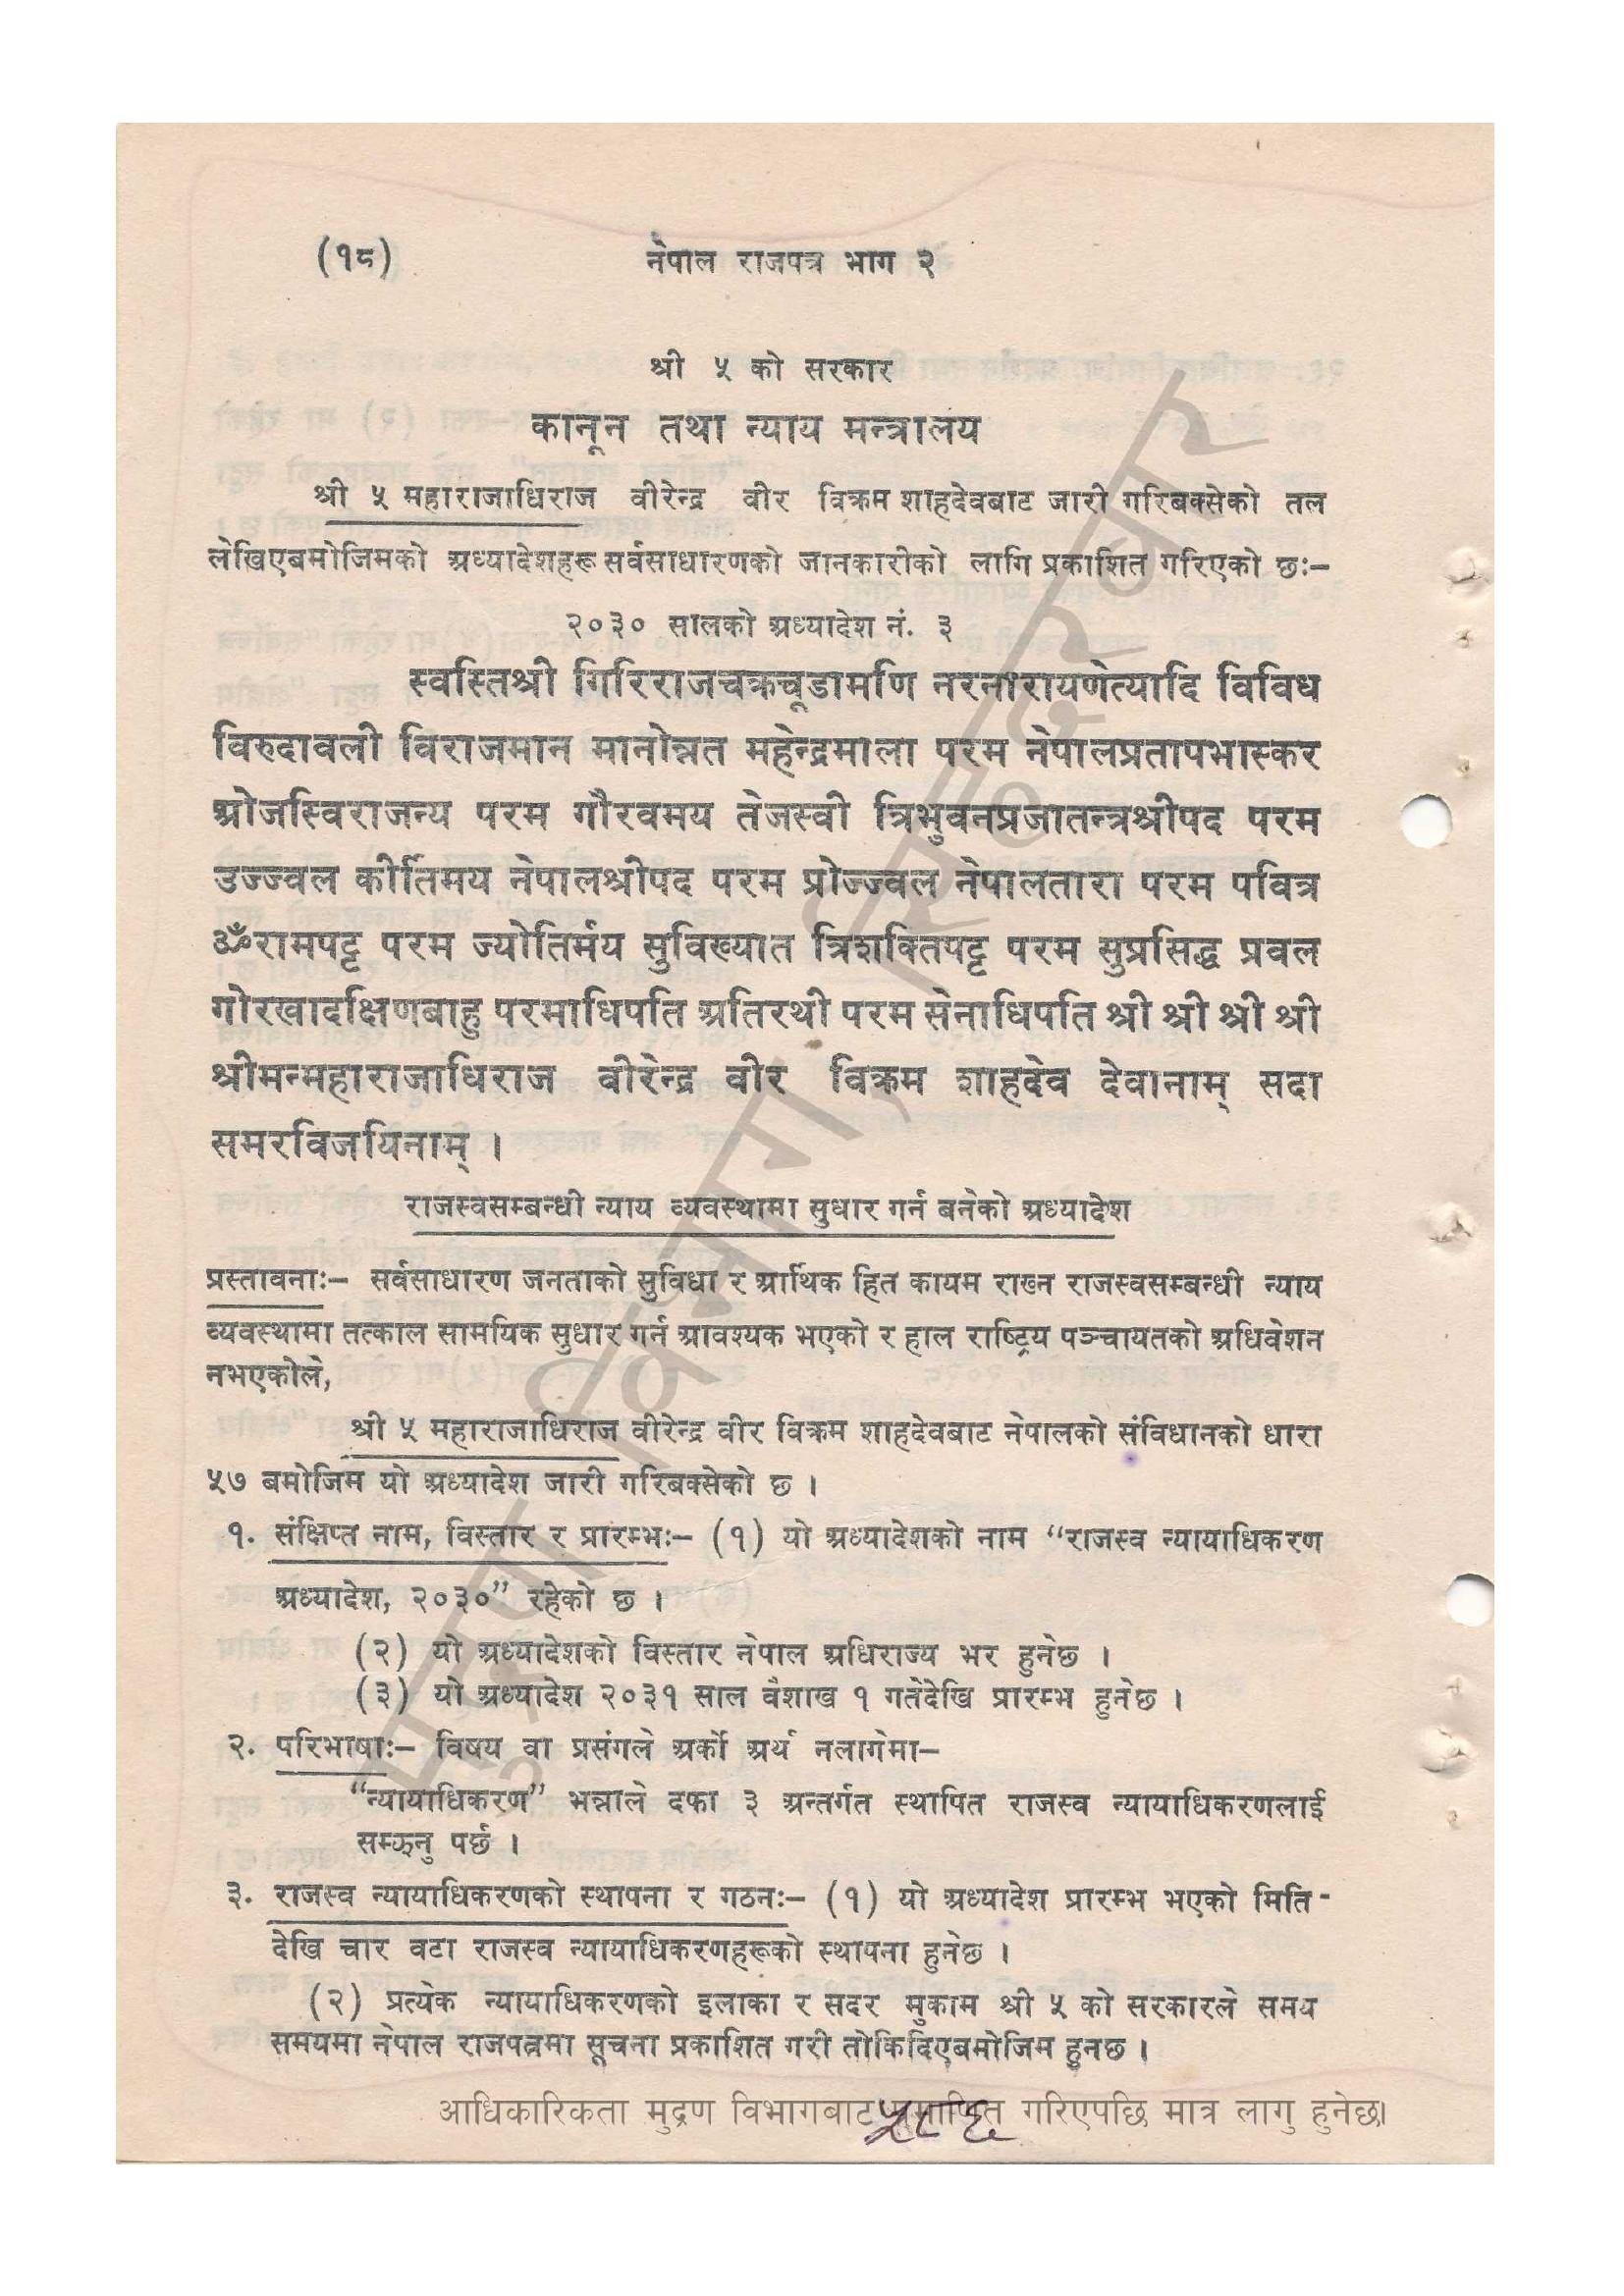 (१८)
नेपाल राजपत्र भाग २
श्री ५ को सरकार
कानून तथा न्याय मन्त्रालय
श्री ५ महाराजाधिराज वीरेन्द्र वीर विक्रम शाहदेवबाट जारी गरिबक्सेको तल
लेखिएबमोजिमको अध्यादेशहरू सर्वसाधारणको जानकारीको लागि प्रकाशित गरिएको छः–
२०३० सालको अध्यादेश नं. ३
स्वस्तिश्री गिरिराजचक्रचूडामणि नरनारायणेत्यादि विविध
विरुदावली विराजमान मानोन्नत महेन्द्रमाला परम नेपालप्रतापभास्कर
ओजस्विराजन्य परम गौरवमय तेजस्वी त्रिभुवनप्रजातन्त्रश्रीपद परम
उज्ज्वल कीर्तिमय नेपालश्रीपद परम प्रोज्ज्वल नेपालतारा परम पवित्र
ॐरामपट्ट परम ज्योतिर्मय सुविख्यात त्रिशक्तिपट्ट परम सुप्रसिद्ध प्रवल
गोरखादक्षिणबाहु परमाधिपति अतिरथी परम सेनाधिपति श्री श्री श्री श्री
श्रीमन्महाराजाधिराज वीरेन्द्र वीर विक्रम शाहदेव देवानाम् सदा
समरविजयिनाम् ।
राजस्वसम्बन्धी न्याय व्यवस्थामा सुधार गर्न बनेको अध्यादेश
प्रस्तावनाः– सर्वसाधारण जनताको सुविधा र आर्थिक हित कायम राख्न राजस्वसम्बन्धी न्याय
व्यवस्थामा तत्काल सामयिक सुधार गर्न आवश्यक भएको र हाल राष्ट्रिय पञ्चायतको अधिवेशन
नभएकोले,
श्री ५ महाराजाधिराज वीरेन्द्र वीर विक्रम शाहदेवबाट नेपालको संविधानको धारा
५७ बमोजिम यो अध्यादेश जारी गरिबक्सेको छ ।
१. संक्षिप्त नाम, विस्तार र प्रारम्भः– (१) यो अध्यादेशको नाम “राजस्व न्यायाधिकरण
अध्यादेश, २०३०” रहेको छ ।
(२) यो अध्यादेशको विस्तार नेपाल अधिराज्य भर हुनेछ ।
(३) यो अध्यादेश २०३१ साल वैशाख १ गतेदेखि प्रारम्भ हुनेछ ।
२. परिभाषाः– विषय वा प्रसंगले अर्को अर्थ नलागेमा–
“न्यायाधिकरण” भन्नाले दफा ३ अन्तर्गत स्थापित राजस्व न्यायाधिकरणलाई
सम्झनु पर्छ ।
३. राजस्व न्यायाधिकरणको स्थापना र गठनः– (१) यो अध्यादेश प्रारम्भ भएको मिति-
देखि चार वटा राजस्व न्यायाधिकरणहरूको स्थापना हुनेछ ।
(२) प्रत्येक न्यायाधिकरणको इलाका र सदर मुकाम श्री ५ को सरकारले समय
समयमा नेपाल राजपत्रमा सूचना प्रकाशित गरी तोकिदिएबमोजिम हुनछ ।
आधिकारिकता मुद्रण विभागबाट प्रमाणित गरिएपछि मात्र लागु हुनेछ।
५८६
मुद्रण विभाग, सिंहदरबार